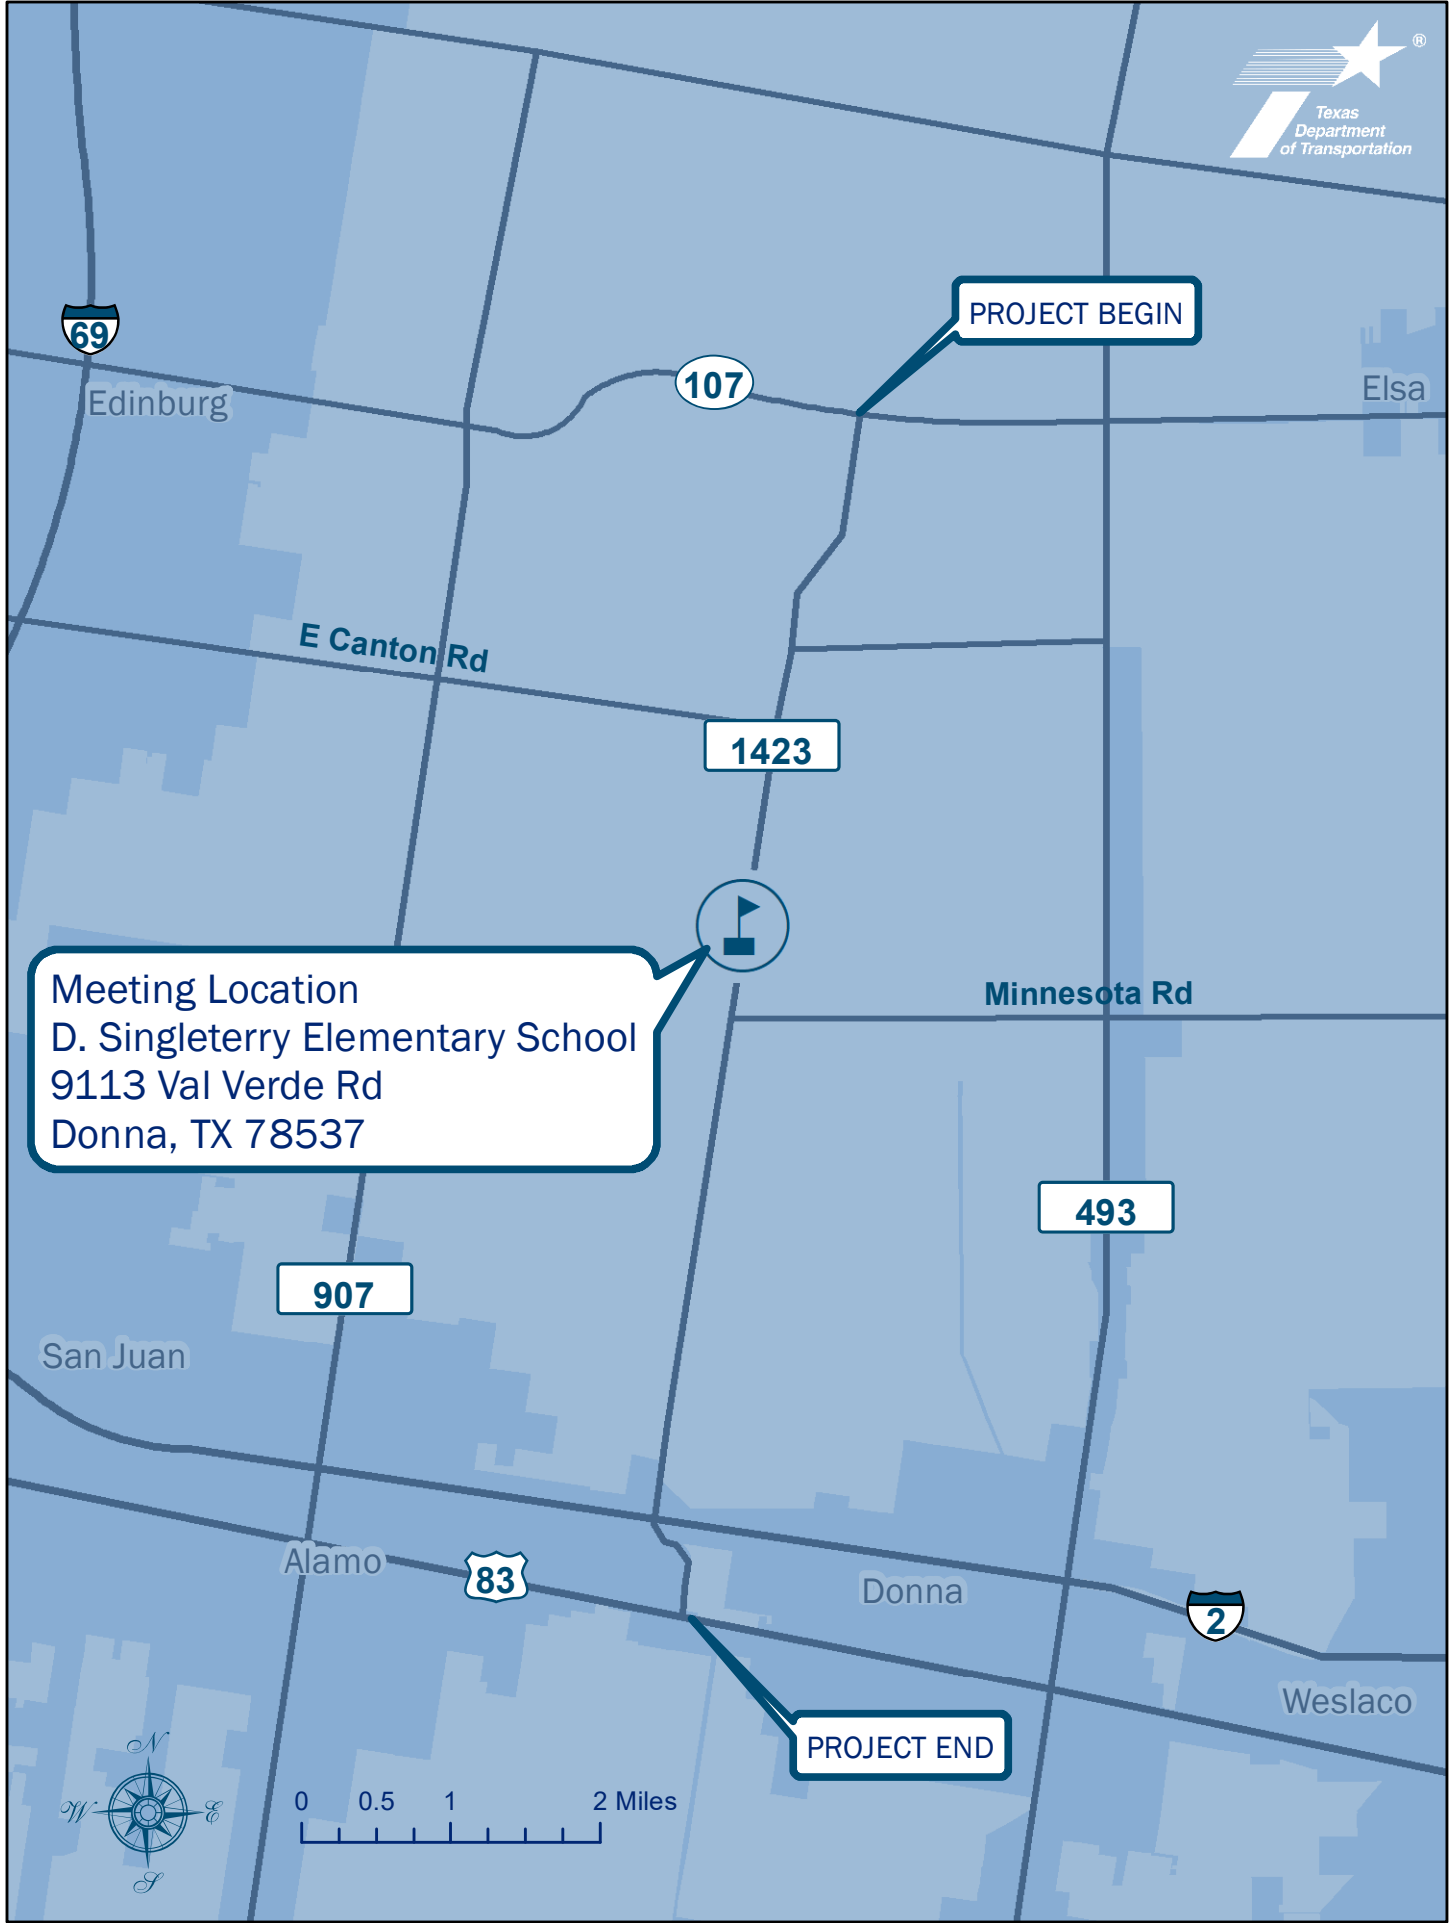 ®
Texas
Department
of Transportation
PROJECT BEGIN
69
107
Edinburg
Elsa
E Canton Rd
1423
Meeting Location
D. Singleterry Elementary School
9113 Val Verde Rd
Donna, TX 78537
Minnesota Rd
493
907
San Juan
Alamo
83
Donna
2
Weslaco
PROJECT END
N
W E
S
0 0.5 1 2 Miles